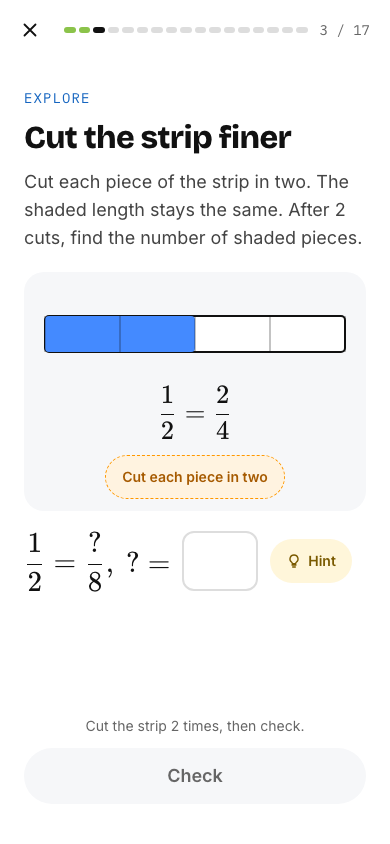 3 / 17
EXPLORE
Cut the strip finer
Cut each piece of the strip in two. The
shaded length stays the same. After 2
cuts, find the number of shaded pieces.
1/2 = 2/4
Cut each piece in two
1/2 = ?/8, ? =
Hint
Cut the strip 2 times, then check.
Check